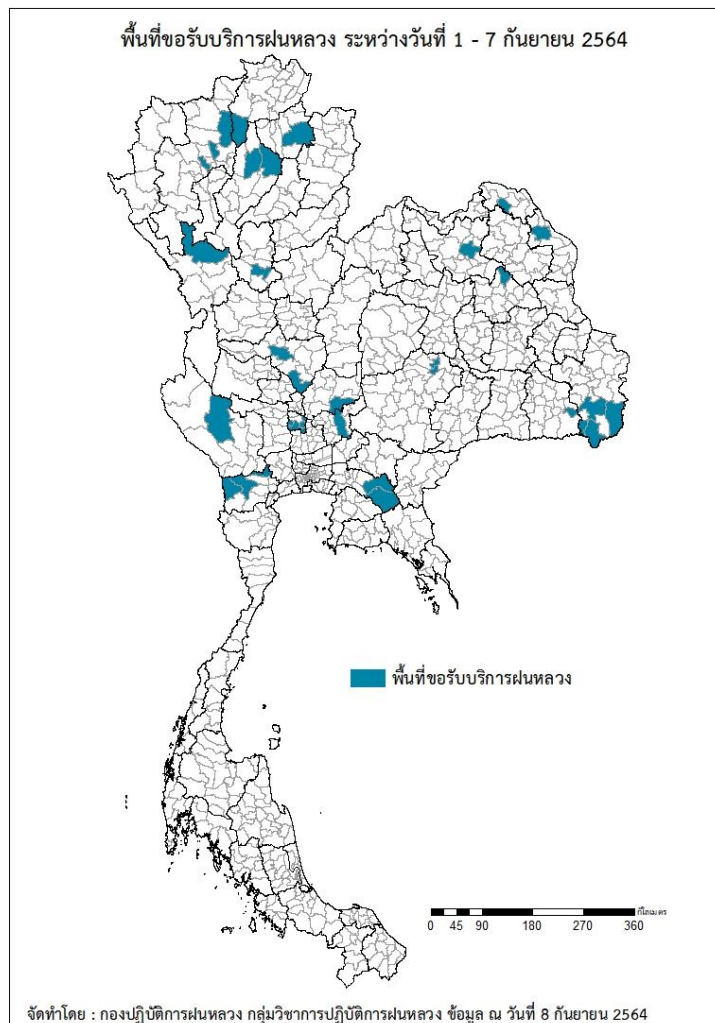 พื้นที่ขอรับบริการฝนหลวง ระหว่างวันที่ 1 - 7 กันยายน 2564
พื้นที่ขอรับบริการฝนหลวง
กิโลเมตร
0 45 90 180 270 360
จัดทำโดย : กองปฏิบัติการฝนหลวง กลุ่มวิชาการปฏิบัติการฝนหลวง ข้อมูล ณ วันที่ 8 กันยายน 2564